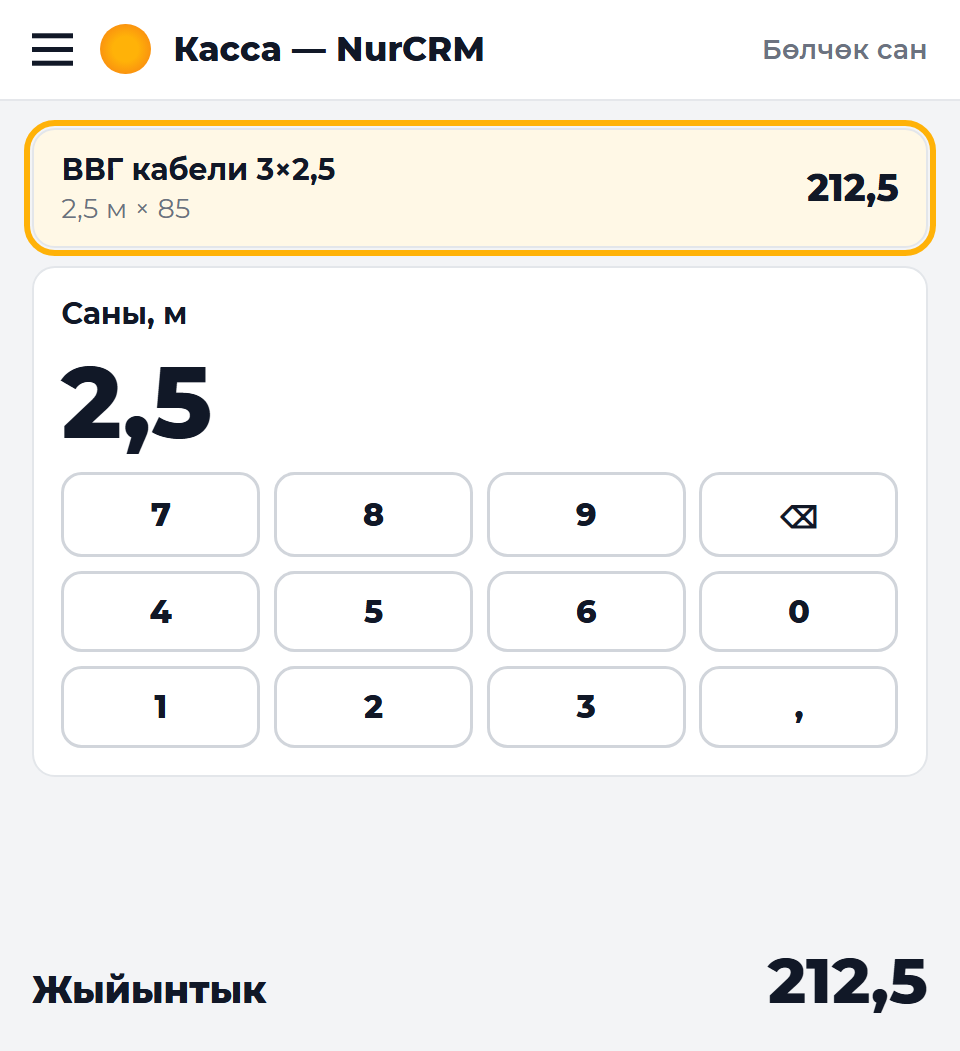 Касса — NurCRM
Бөлчөк сан
ВВГ кабели 3×2,5
2,5 м × 85
212,5
Саны, м
2,5
7 8 9 ⌫
4 5 6 0
1 2 3 ,
Жыйынтык
212,5